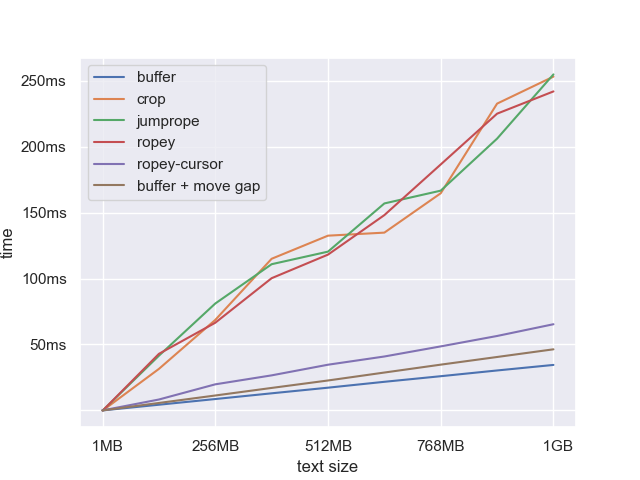 buffer
crop
jumprope
ropey
ropey-cursor
buffer + move gap
250ms
200ms
150ms
100ms
50ms
time
1MB 256MB 512MB 768MB 1GB
text size